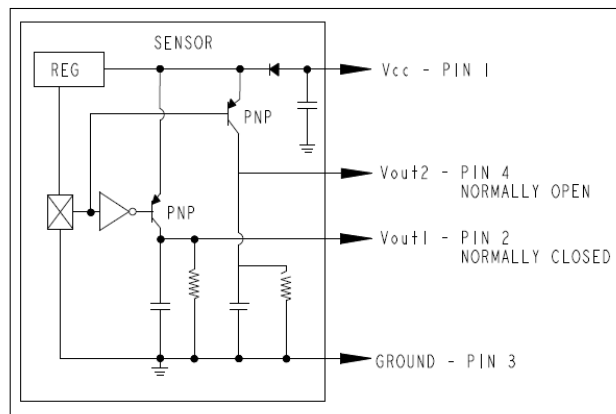 SENSOR
REG
Vcc - PIN 1
PNP
Vout2 - PIN 4
NORMALLY OPEN
PNP
Vout1 - PIN 2
NORMALLY CLOSED
GROUND - PIN 3